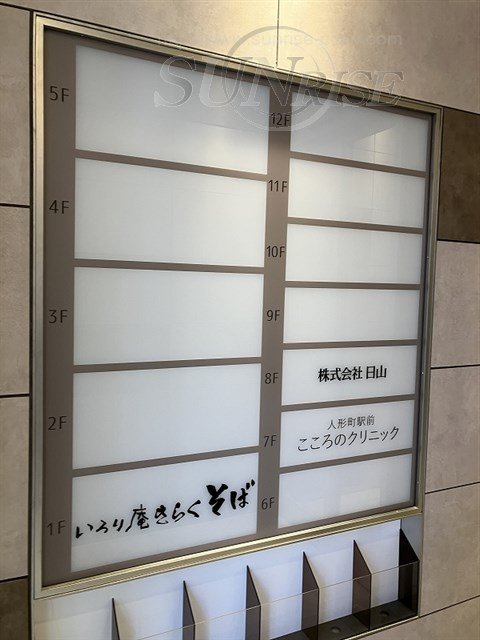 SUNRISE
5F
4F
3F
2F
1F いろり庵きらく そば
12F
11F
10F
9F
8F 株式会社 日山
7F 人形町駅前
こころのクリニック
6F